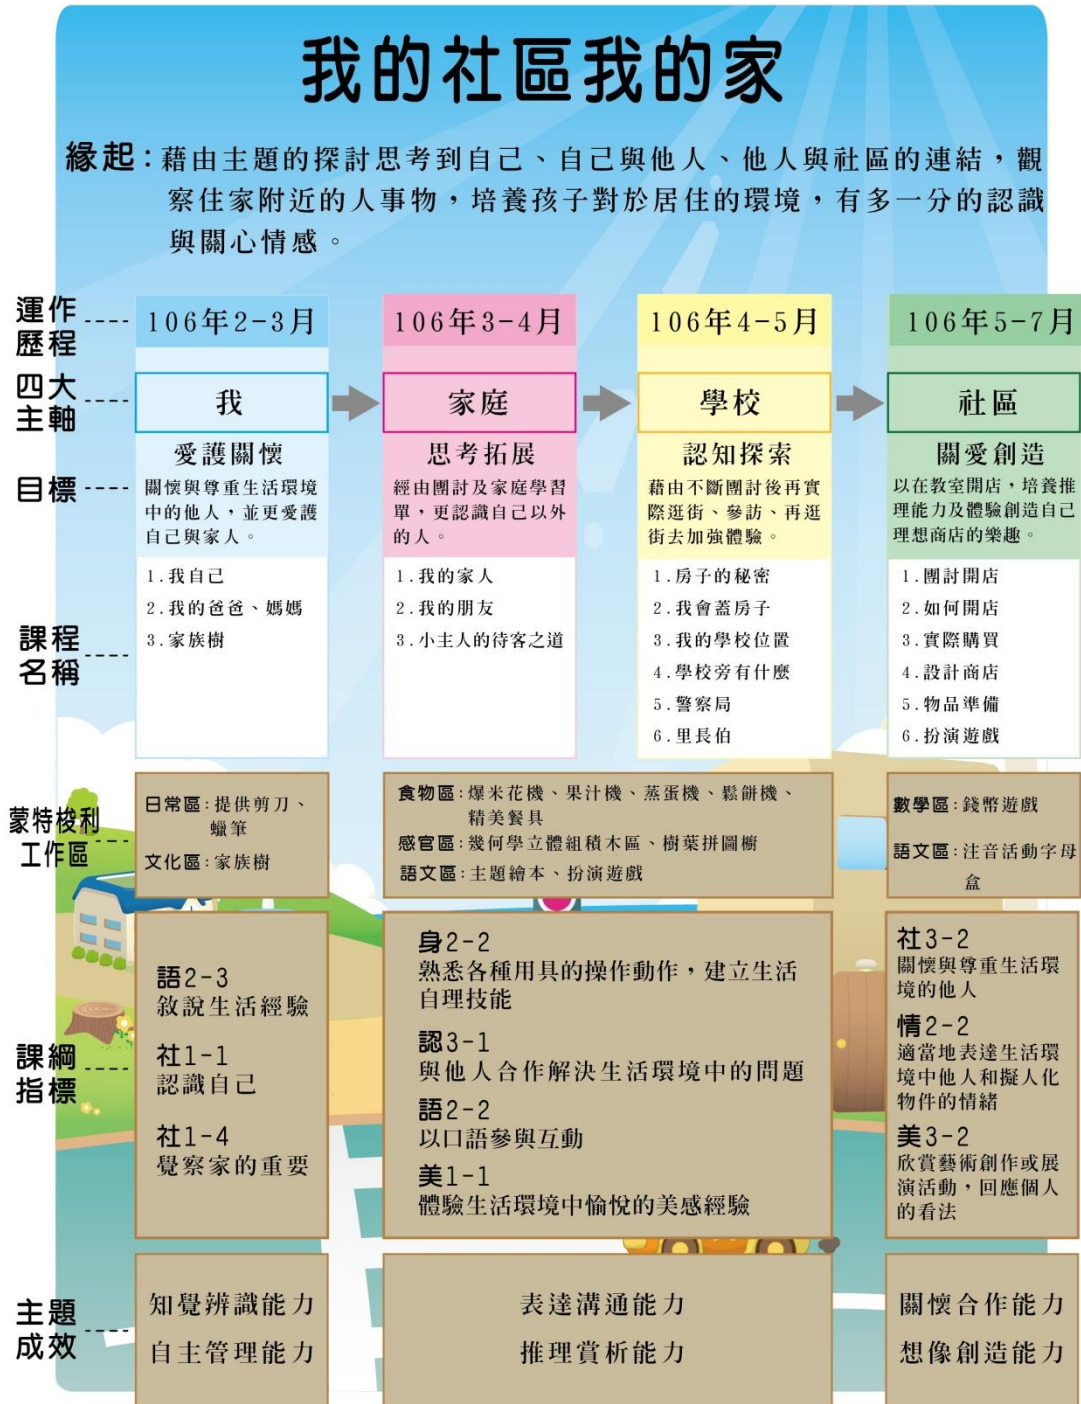 我的社區我的家
緣起：藉由主題的探討思考到自己、自己與他人、他人與社區的連結，觀
察住家附近的人事物，培養孩子對於居住的環境，有多一分的認識
與關心情感。
運作
歷程
106年2-3月
106年3-4月
106年4-5月
106年5-7月
四大
主軸
我
家庭
學校
社區
目標
愛護關懷
關懷與尊重生活環境
中的他人，並更愛護
自己與家人。
思考拓展
經由團討及家庭學習
單，更認識自己以外
的人。
認知探索
藉由不斷團討後再實
際逛街、參訪、再逛
街去加強體驗。
關愛創造
以在教室開店，培養推
理能力及體驗創造自己
理想商店的樂趣。
課程
名稱
1.我自己
2.我的爸爸、媽媽
3.家族樹
1.我的家人
2.我的朋友
3.小主人的待客之道
1.房子的秘密
2.我會蓋房子
3.我的學校位置
4.學校旁有什麼
5.警察局
6.里長伯
1.團討開店
2.如何開店
3.實際購買
4.設計商店
5.物品準備
6.扮演遊戲
蒙特梭利
工作區
日常區：提供剪刀、
蠟筆
文化區：家族樹
食物區：爆米花機、果汁機、蒸蛋機、鬆餅機、
精美餐具
感官區：幾何學立體組積木區、樹葉拼圖櫥
語文區：主題繪本、扮演遊戲
數學區：錢幣遊戲
語文區：注音活動字母
盒
課綱
指標
語2-3
敘說生活經驗
社1-1
認識自己
社1-4
覺察家的重要
身2-2
熟悉各種用具的操作動作，建立生活
自理技能
認3-1
與他人合作解決生活環境中的問題
語2-2
以口語參與互動
美1-1
體驗生活環境中愉悅的美感經驗
社3-2
關懷與尊重生活環
境的他人
情2-2
適當地表達生活環
境中他人和擬人化
物件的情緒
美3-2
欣賞藝術創作或展
演活動，回應個人
的看法
主題
成效
知覺辨識能力
自主管理能力
表達溝通能力
推理賞析能力
關懷合作能力
想像創造能力